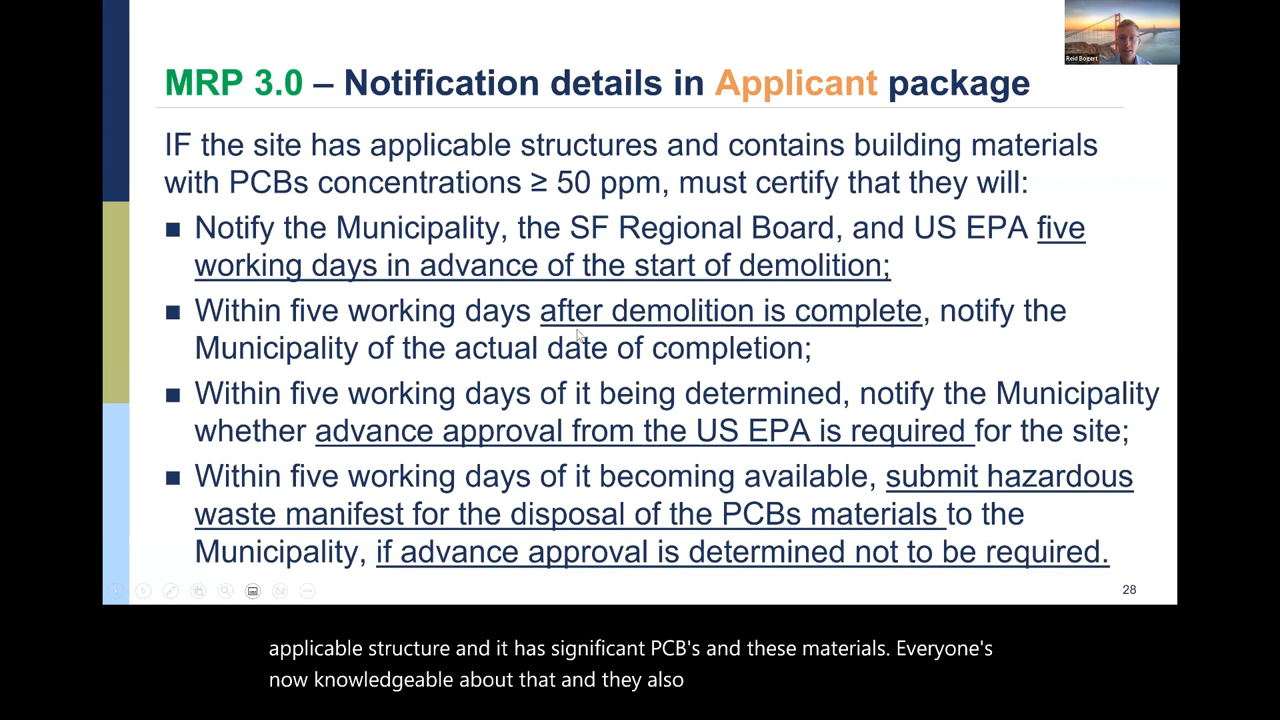 Reid Bogert
MRP 3.0 – Notification details in Applicant package
IF the site has applicable structures and contains building materials
with PCBs concentrations ≥ 50 ppm, must certify that they will:
■ Notify the Municipality, the SF Regional Board, and US EPA five
working days in advance of the start of demolition;
■ Within five working days after demolition is complete, notify the
Municipality of the actual date of completion;
■ Within five working days of it being determined, notify the Municipality
whether advance approval from the US EPA is required for the site;
■ Within five working days of it becoming available, submit hazardous
waste manifest for the disposal of the PCBs materials to the
Municipality, if advance approval is determined not to be required.
28
applicable structure and it has significant PCB's and these materials. Everyone's
now knowledgeable about that and they also